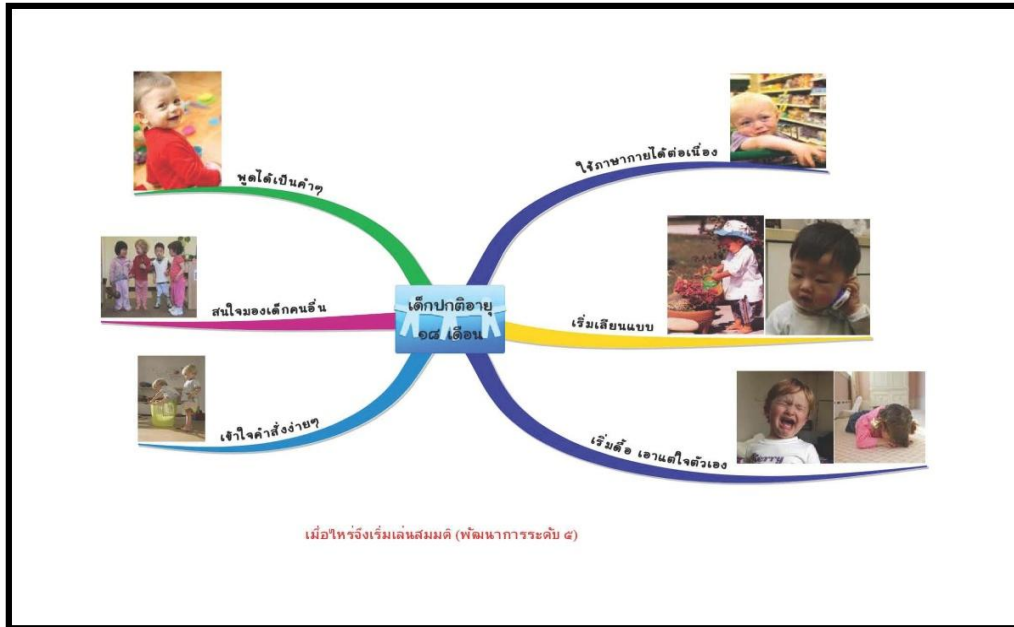 พูดได้เป็นคำๆ
ใช้ภาษากายได้ต่อเนื่อง
สนใจมองเด็กคนอื่น
เด็กปกติอายุ
๑๘ เดือน
เริ่มเลียนแบบ
เข้าใจคำสั่งง่ายๆ
เริ่มดื้อ เอาแต่ใจตัวเอง
เมื่อไหร่จึงเริ่มเล่นสมมติ (พัฒนาการระดับ ๕)